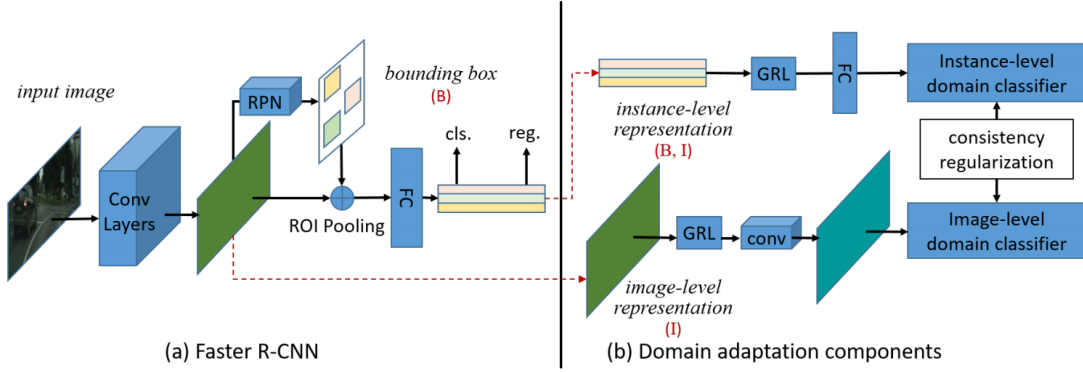 input image
Conv
Layers
RPN
bounding box
(B)
ROI Pooling
FC
cls.
reg.
(a) Faster R-CNN
instance-level
representation
(B, I)
GRL
FC
Instance-level
domain classifier
consistency
regularization
image-level
representation
(I)
GRL
conv
Image-level
domain classifier
(b) Domain adaptation components